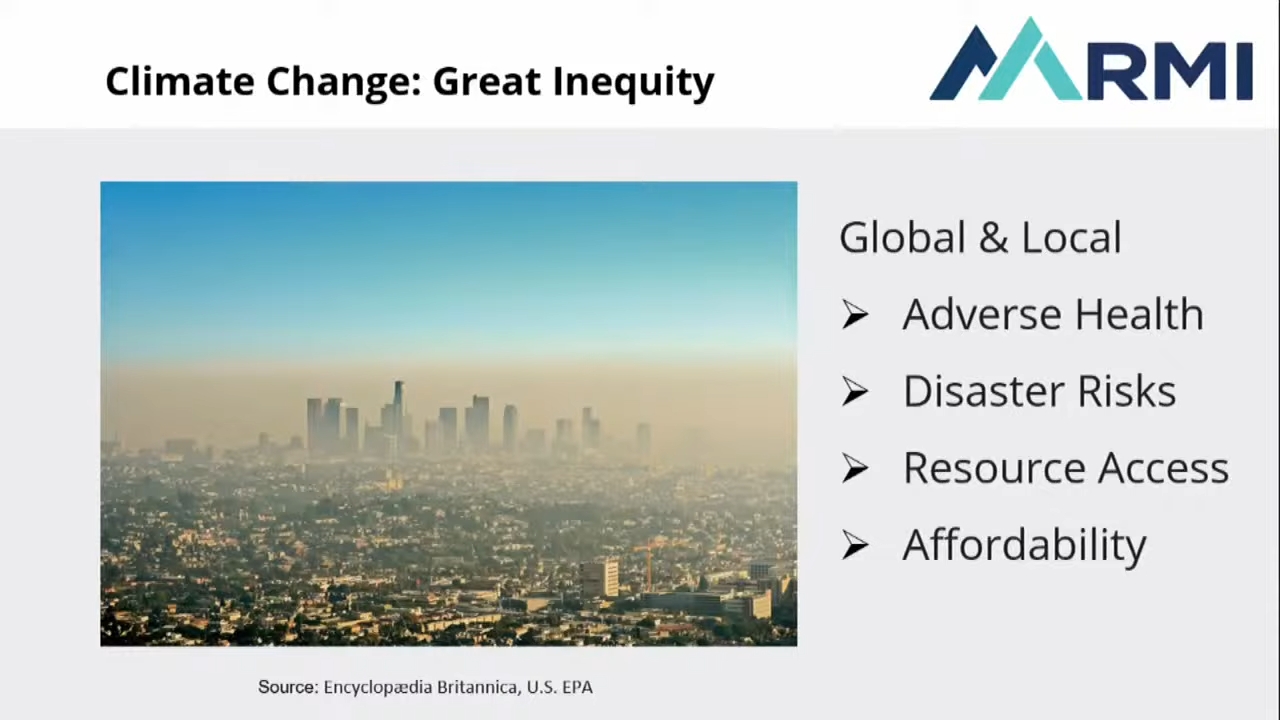 Climate Change: Great Inequity
RMI
Global & Local
➢ Adverse Health
➢ Disaster Risks
➢ Resource Access
➢ Affordability
Source: Encyclopædia Britannica, U.S. EPA